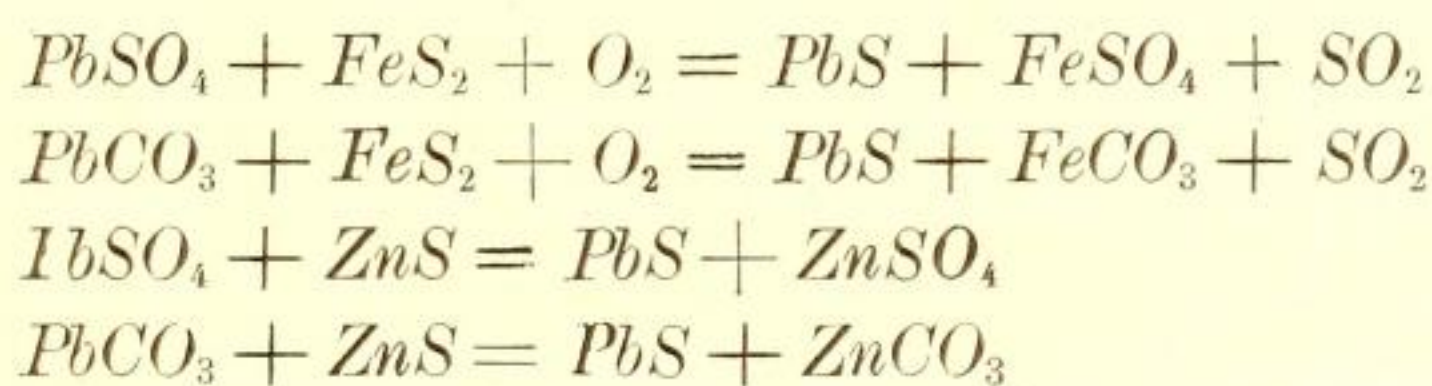 PbSO₄ + FeS₂ + O₂ = PbS + FeSO₄ + SO₂
PbCO₃ + FeS₂ + O₂ = PbS + FeCO₃ + SO₂
IbSO₄ + ZnS = PbS + ZnSO₄
PbCO₃ + ZnS = PbS + ZnCO₃